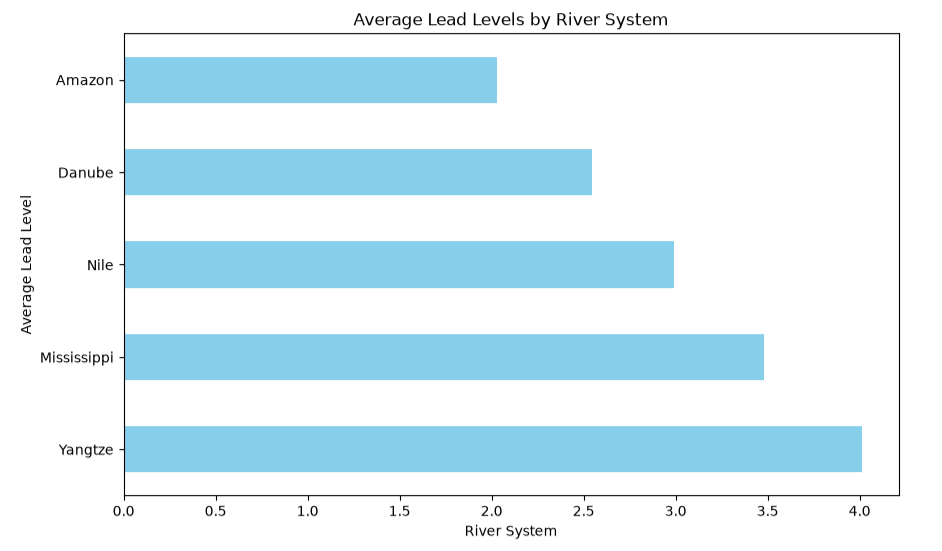 Average Lead Levels by River System
Average Lead Level
Amazon
Danube
Nile
Mississippi
Yangtze
0.0 0.5 1.0 1.5 2.0 2.5 3.0 3.5 4.0
River System